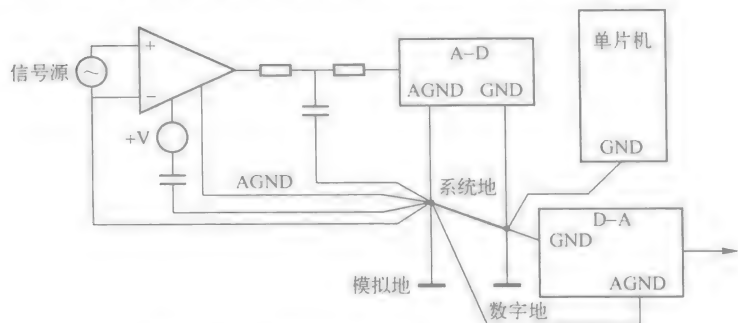 单片机
A-D
信号源
+
−
AGND
GND
+V
GND
AGND
系统地
D-A
GND
模拟地
AGND
数字地